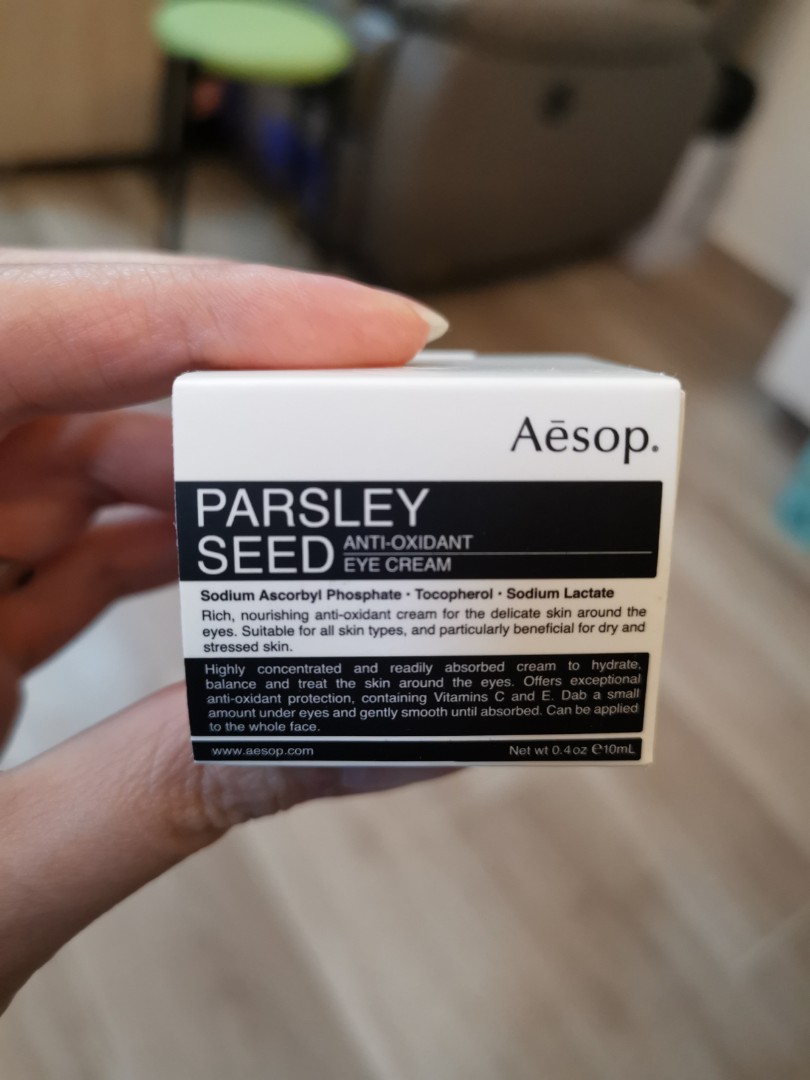 Aēsop.
PARSLEY
SEED ANTI-OXIDANT
EYE CREAM
Sodium Ascorbyl Phosphate · Tocopherol · Sodium Lactate
Rich, nourishing anti-oxidant cream for the delicate skin around the
eyes. Suitable for all skin types, and particularly beneficial for dry and
stressed skin.
Highly concentrated and readily absorbed cream to hydrate,
balance and treat the skin around the eyes. Offers exceptional
anti-oxidant protection, containing Vitamins C and E. Dab a small
amount under eyes and gently smooth until absorbed. Can be applied
to the whole face.
www.aesop.com Net wt 0.4 oz ℮10mL